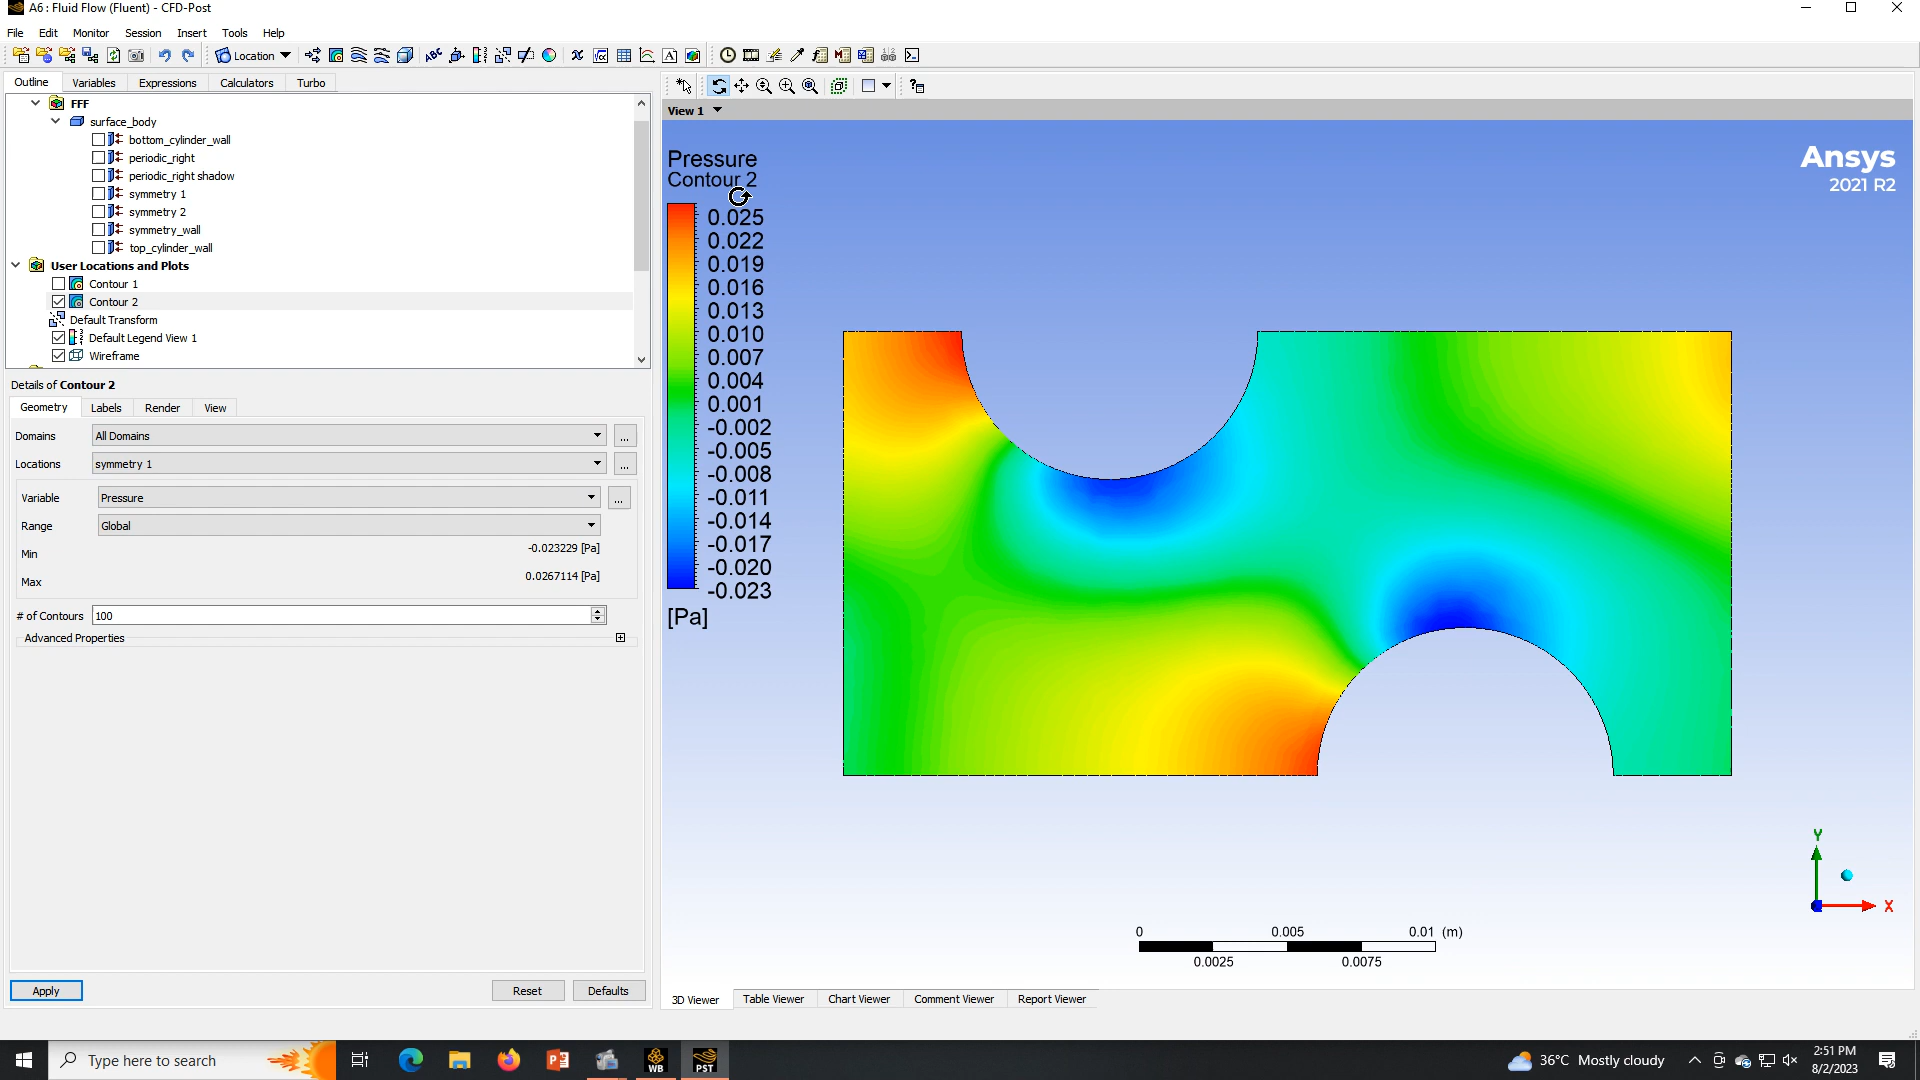 A6 : Fluid Flow (Fluent) - CFD-Post
File Edit Monitor Session Insert Tools Help
Location
Outline Variables Expressions Calculators Turbo
FFF
surface_body
bottom_cylinder_wall
periodic_right
periodic_right shadow
symmetry 1
symmetry 2
symmetry_wall
top_cylinder_wall
User Locations and Plots
Contour 1
Contour 2
Default Transform
Default Legend View 1
Wireframe
Details of Contour 2
Geometry Labels Render View
Domains All Domains ...
Locations symmetry 1 ...
Variable Pressure ...
Range Global
Min -0.023229 [Pa]
Max 0.0267114 [Pa]
# of Contours 100
Advanced Properties
Apply Reset Defaults
View 1
Pressure
Contour 2
0.025
0.022
0.019
0.016
0.013
0.010
0.007
0.004
0.001
-0.002
-0.005
-0.008
-0.011
-0.014
-0.017
-0.020
-0.023
[Pa]
Ansys
2021 R2
Y
X
0 0.005 0.01 (m)
0.0025 0.0075
3D Viewer Table Viewer Chart Viewer Comment Viewer Report Viewer
Type here to search
WB
PST
36°C Mostly cloudy
2:51 PM
8/2/2023